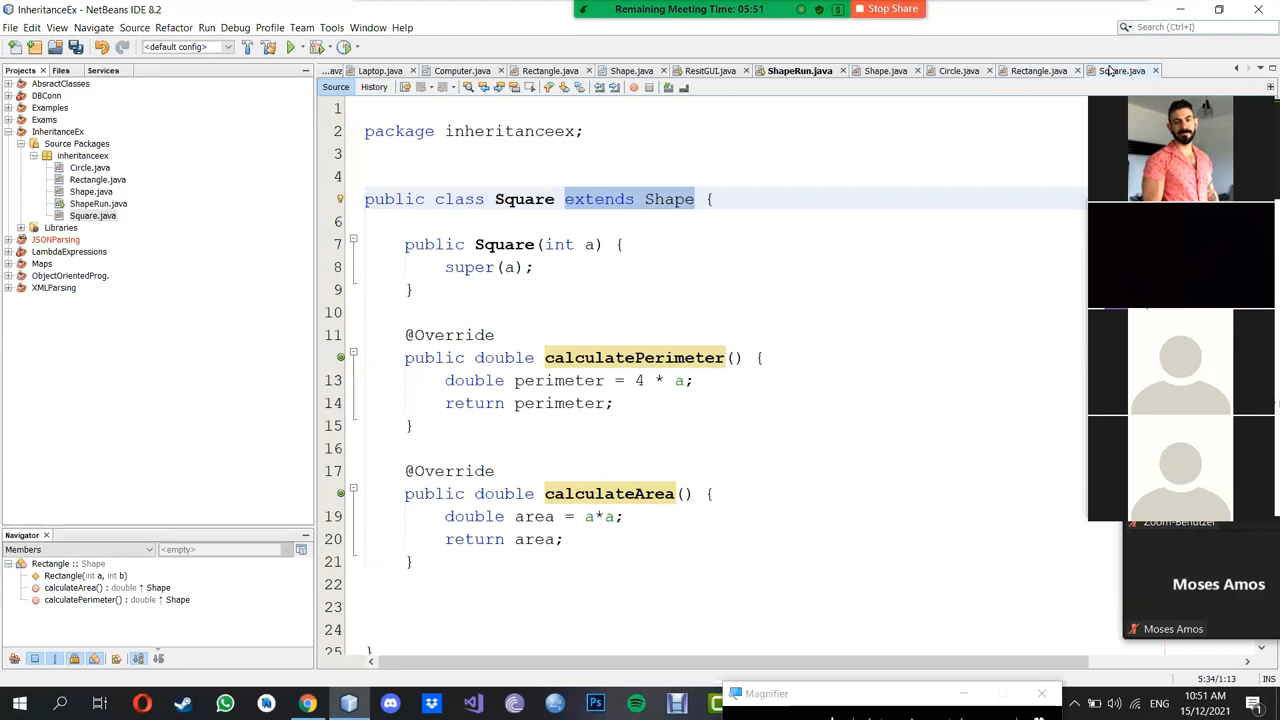 InheritanceEx - NetBeans IDE 8.2
Remaining Meeting Time: 05:51
Stop Share
File Edit View Navigate Source Refactor Run Debug Profile Team Tools Window Help
Search (Ctrl+I)
<default config>
Projects Files Services
AbstractClasses
DBConn
Examples
Exams
InheritanceEx
Source Packages
inheritanceex
Circle.java
Rectangle.java
Shape.java
ShapeRun.java
Square.java
Libraries
JSONParsing
LambdaExpressions
Maps
ObjectOrientedProg.
XMLParsing
...ava Laptop.java Computer.java Rectangle.java Shape.java ResitGUI.java ShapeRun.java Shape.java Circle.java Rectangle.java Square.java
Source History
1
2 package inheritanceex;
3
4
public class Square extends Shape {
6
7 public Square(int a) {
8 super(a);
9 }
10
11 @Override
public double calculatePerimeter() {
13 double perimeter = 4 * a;
14 return perimeter;
15 }
16
17 @Override
public double calculateArea() {
19 double area = a*a;
20 return area;
21 }
22
23
24
25 }
Navigator
Members <empty>
Rectangle :: Shape
Rectangle(int a, int b)
calculateArea() : double ↑ Shape
calculatePerimeter() : double ↑ Shape
Zoom-Benutzer
Moses Amos
Moses Amos
5:34/1:13 INS
Magnifier
ENG
10:51 AM
15/12/2021